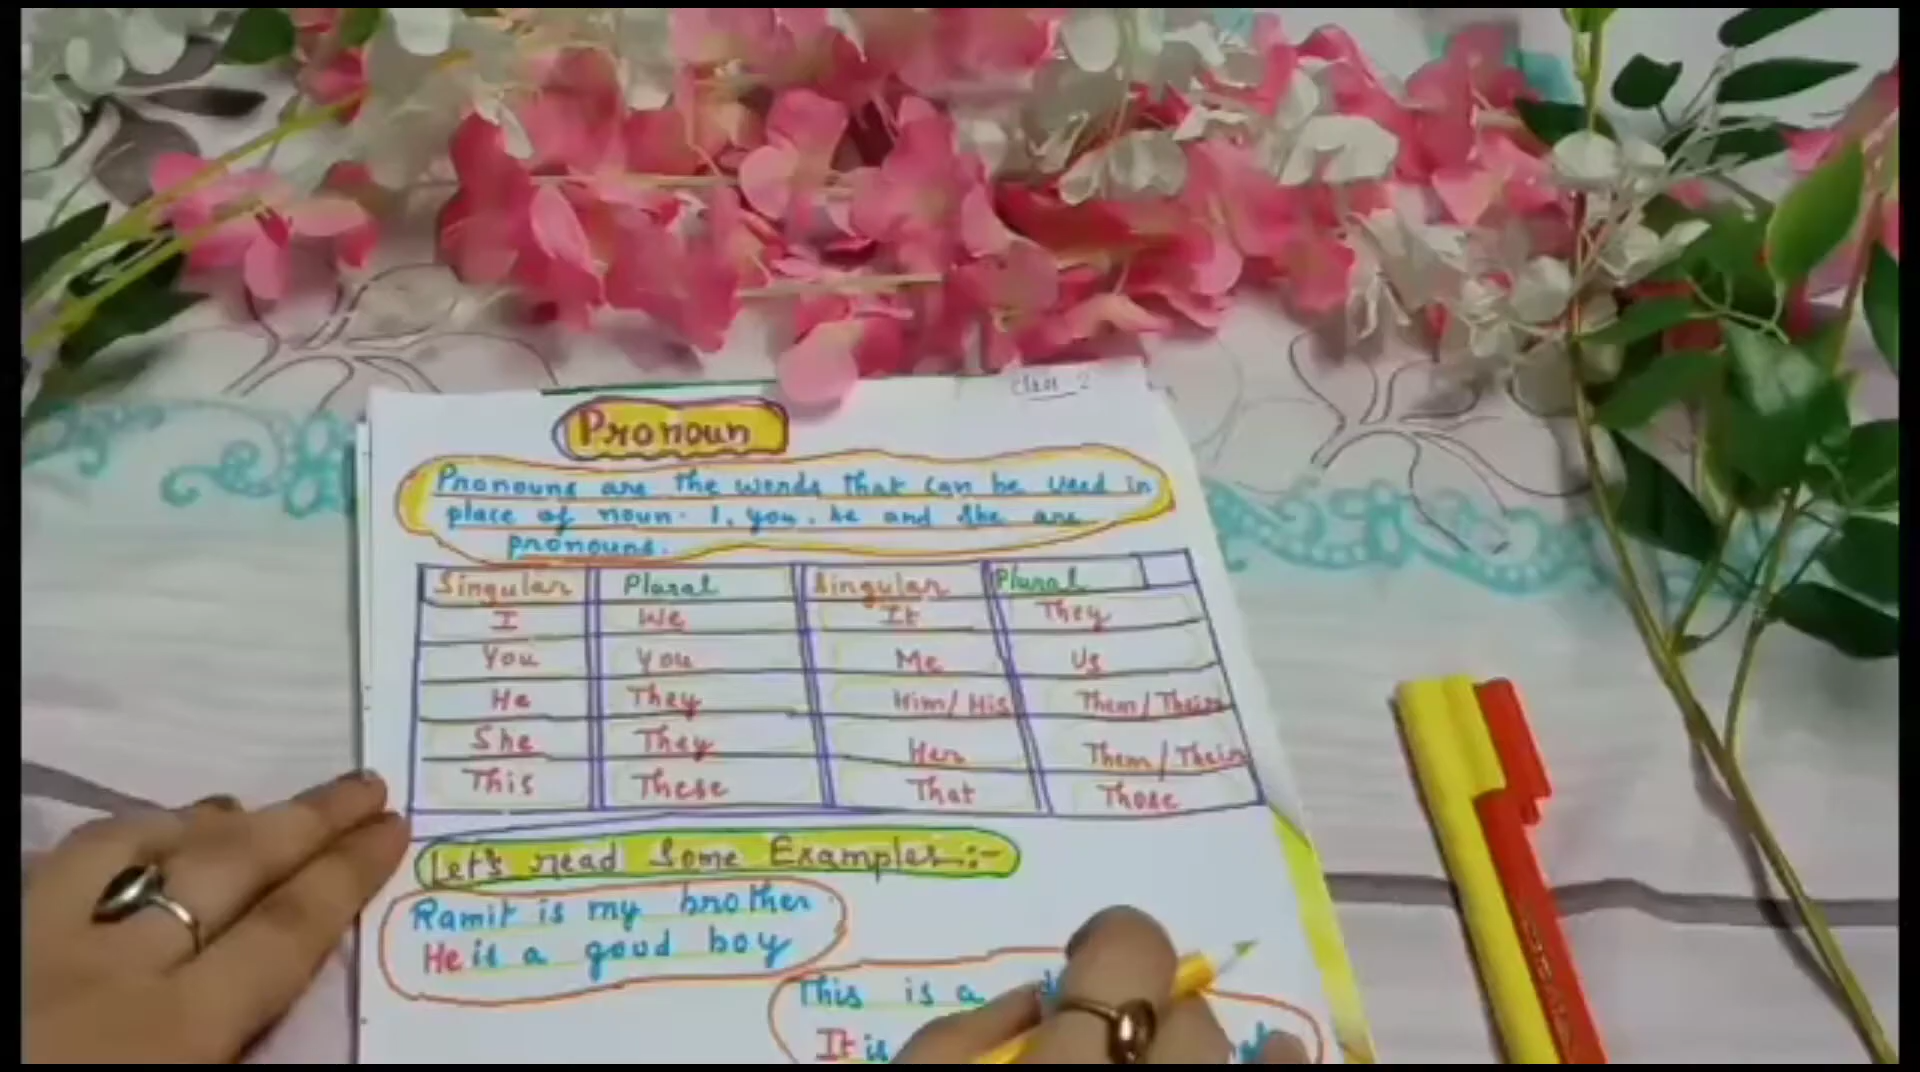 Class 2
Pronoun
Pronouns are the words that can be used in
place of noun. I, you, he and she are
pronouns.
Singular Plural Singular Plural
I We It They
You You Me Us
He They Him/His Them/Their
She They Her Them/Their
This These That Those
Let's read Some Examples:-
Ramit is my brother.
He is a good boy
This is a
It is